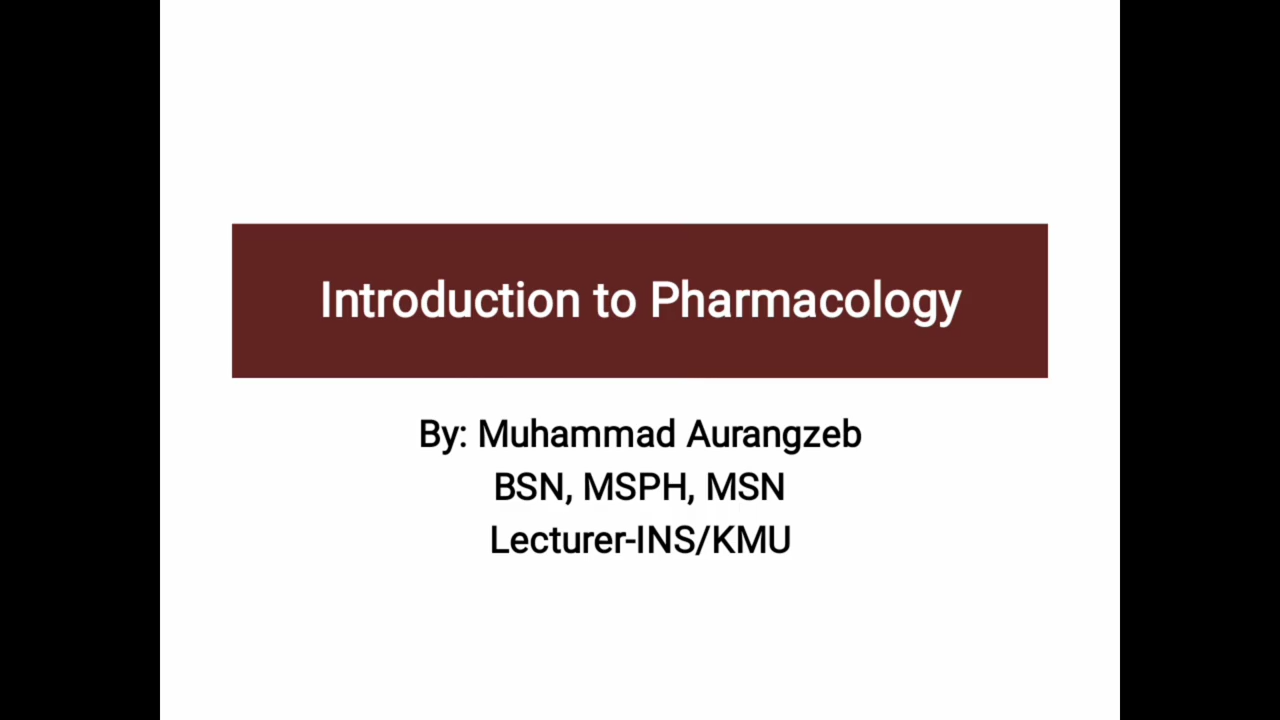 Introduction to Pharmacology
By: Muhammad Aurangzeb
BSN, MSPH, MSN
Lecturer-INS/KMU